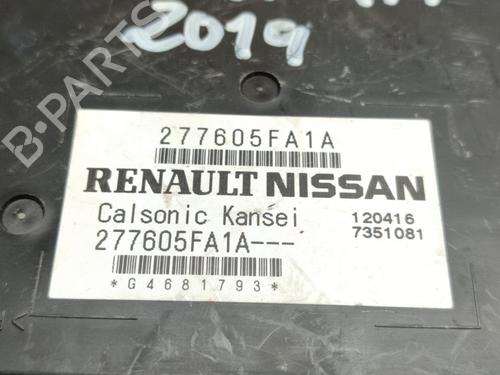 2019
277605FA1A
RENAULT NISSAN
Calsonic Kansei 120416
277605FA1A--- 7351081
*G4681793*
B-PARTS